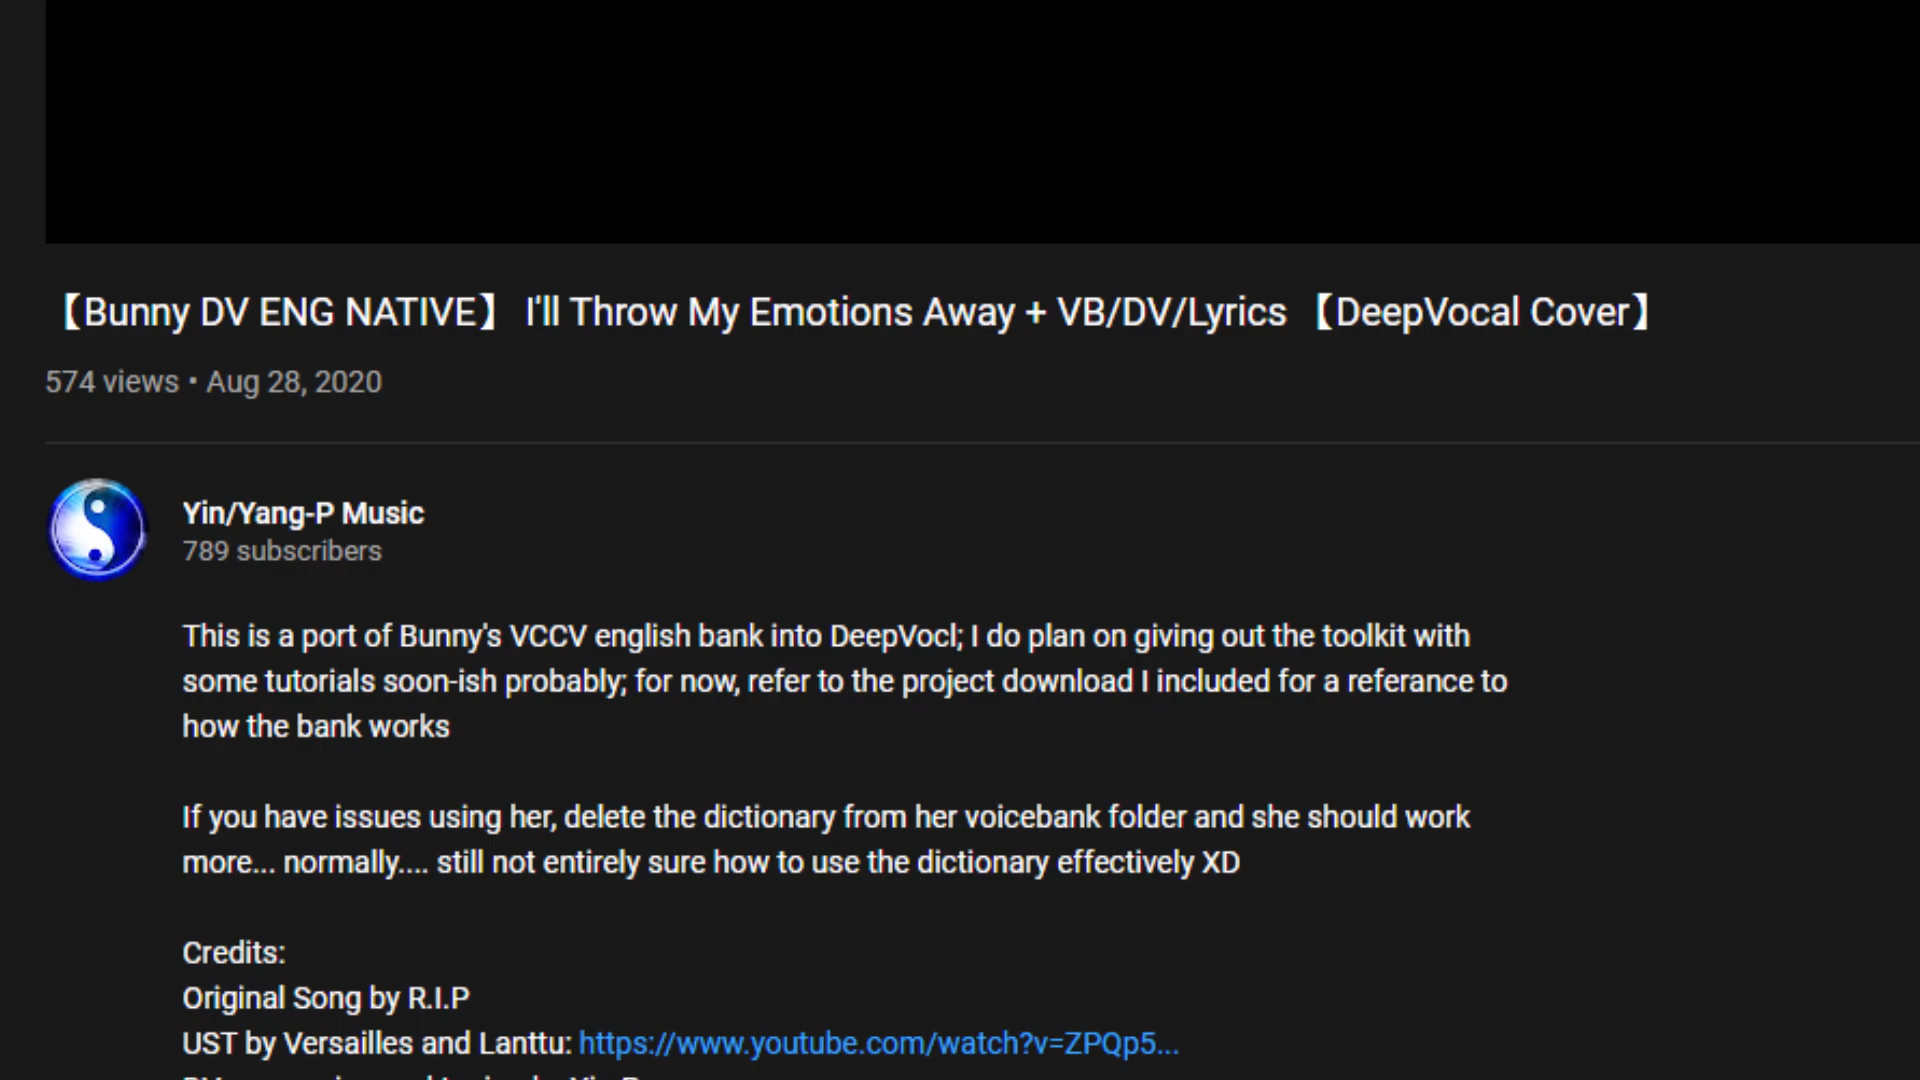 【Bunny DV ENG NATIVE】 I'll Throw My Emotions Away + VB/DV/Lyrics 【DeepVocal Cover】
574 views • Aug 28, 2020
Yin/Yang-P Music
789 subscribers
This is a port of Bunny's VCCV english bank into DeepVocl; I do plan on giving out the toolkit with
some tutorials soon-ish probably; for now, refer to the project download I included for a referance to
how the bank works
If you have issues using her, delete the dictionary from her voicebank folder and she should work
more... normally.... still not entirely sure how to use the dictionary effectively XD
Credits:
Original Song by R.I.P
UST by Versailles and Lanttu: https://www.youtube.com/watch?v=ZPQp5...